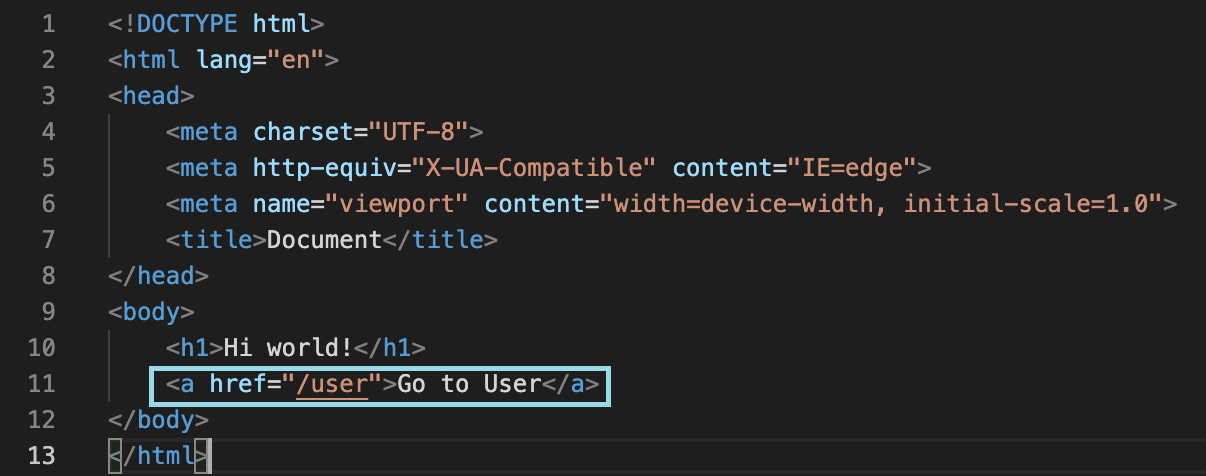 1 <!DOCTYPE html>
2 <html lang="en">
3 <head>
4     <meta charset="UTF-8">
5     <meta http-equiv="X-UA-Compatible" content="IE=edge">
6     <meta name="viewport" content="width=device-width, initial-scale=1.0">
7     <title>Document</title>
8 </head>
9 <body>
10     <h1>Hi world!</h1>
11     <a href="/user">Go to User</a>
12 </body>
13 </html>